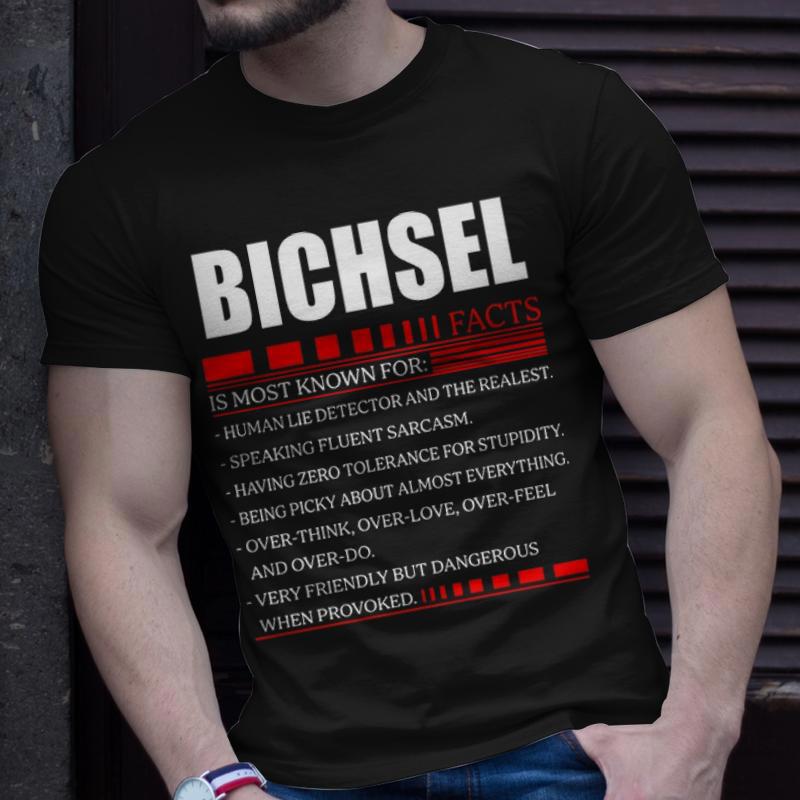 BICHSEL
FACTS
IS MOST KNOWN FOR:
- HUMAN LIE DETECTOR AND THE REALEST.
- SPEAKING FLUENT SARCASM.
- HAVING ZERO TOLERANCE FOR STUPIDITY.
- BEING PICKY ABOUT ALMOST EVERYTHING.
- OVER-THINK, OVER-LOVE, OVER-FEEL
AND OVER-DO.
- VERY FRIENDLY BUT DANGEROUS
WHEN PROVOKED.